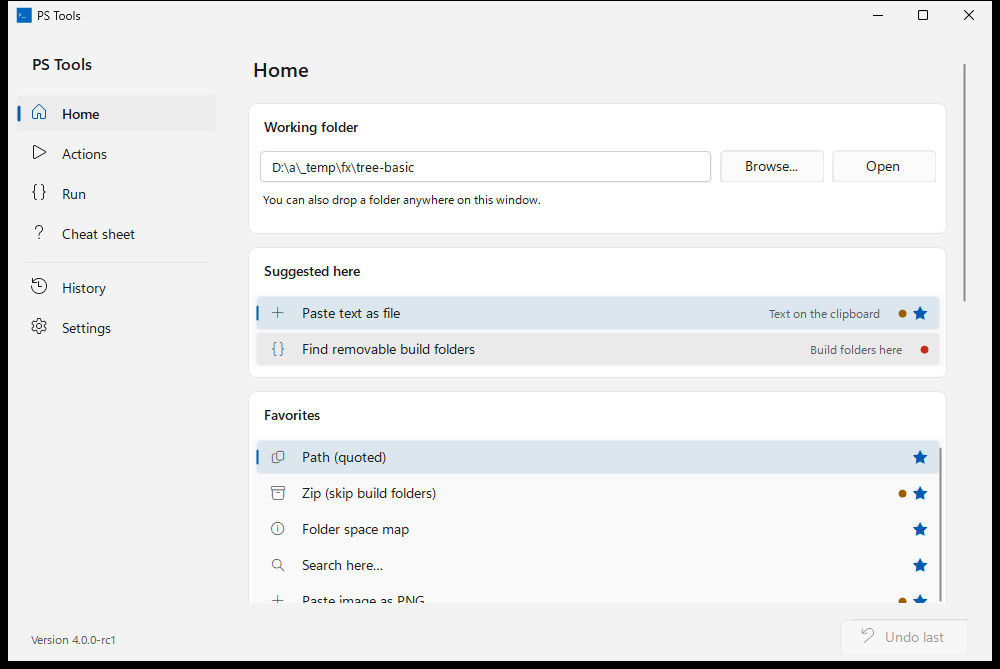 PS Tools
PS Tools
Home
Actions
Run
Cheat sheet
History
Settings
Version 4.0.0-rc1
Home
Working folder
D:\a\_temp\fx\tree-basic
Browse...
Open
You can also drop a folder anywhere on this window.
Suggested here
Paste text as file
Text on the clipboard
Find removable build folders
Build folders here
Favorites
Path (quoted)
Zip (skip build folders)
Folder space map
Search here...
Paste image as PNG
Undo last